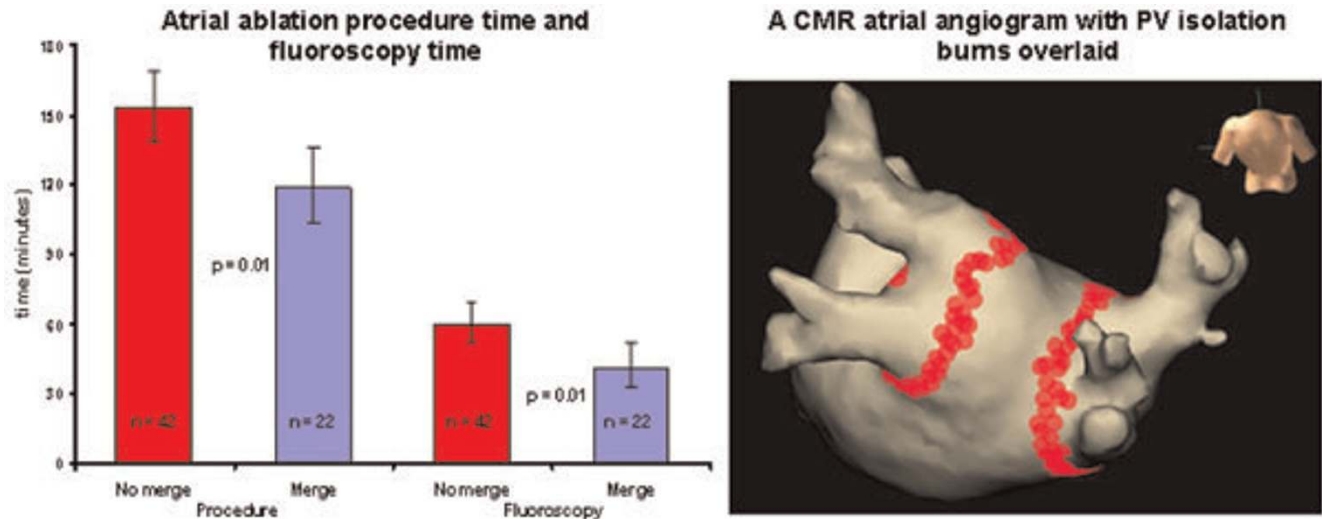 Atrial ablation procedure time and
fluoroscopy time
180
150
120
90
60
30
0
time (minutes)
p = 0.01
p = 0.01
n = 42
n = 22
n = 42
n = 22
No merge
Merge
No merge
Merge
Procedure
Fluoroscopy
A CMR atrial angiogram with PV isolation
burns overlaid